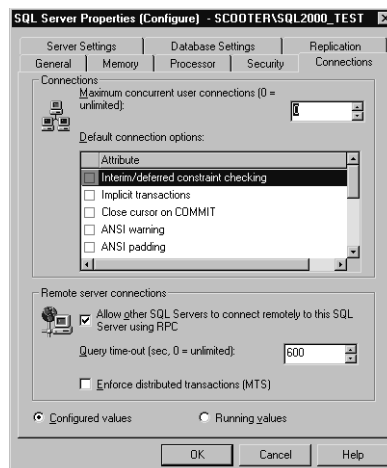 SQL Server Properties (Configure) - SCOOTER\SQL2000_TEST
Server Settings Database Settings Replication
General Memory Processor Security Connections
Connections
Maximum concurrent user connections (0 =
unlimited):
0
Default connection options:
Attribute
Interim/deferred constraint checking
Implicit transactions
Close cursor on COMMIT
ANSI warning
ANSI padding
Remote server connections
Allow other SQL Servers to connect remotely to this SQL
Server using RPC
Query time-out (sec, 0 = unlimited): 600
Enforce distributed transactions (MTS)
Configured values Running values
OK Cancel Help